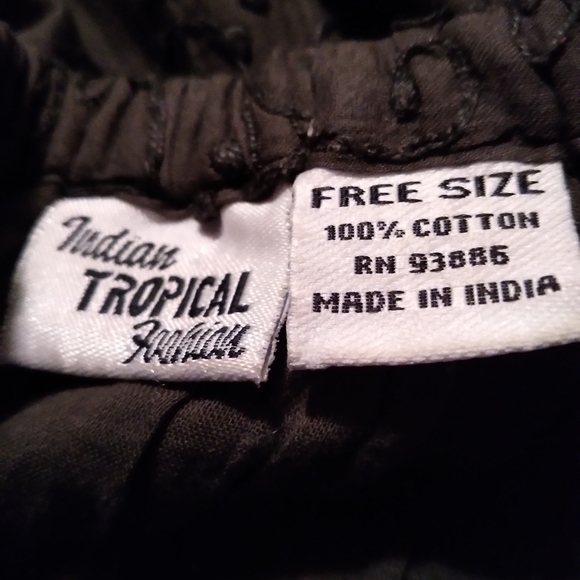 Indian
TROPICAL
Fashion
FREE SIZE
100% COTTON
RN 93886
MADE IN INDIA